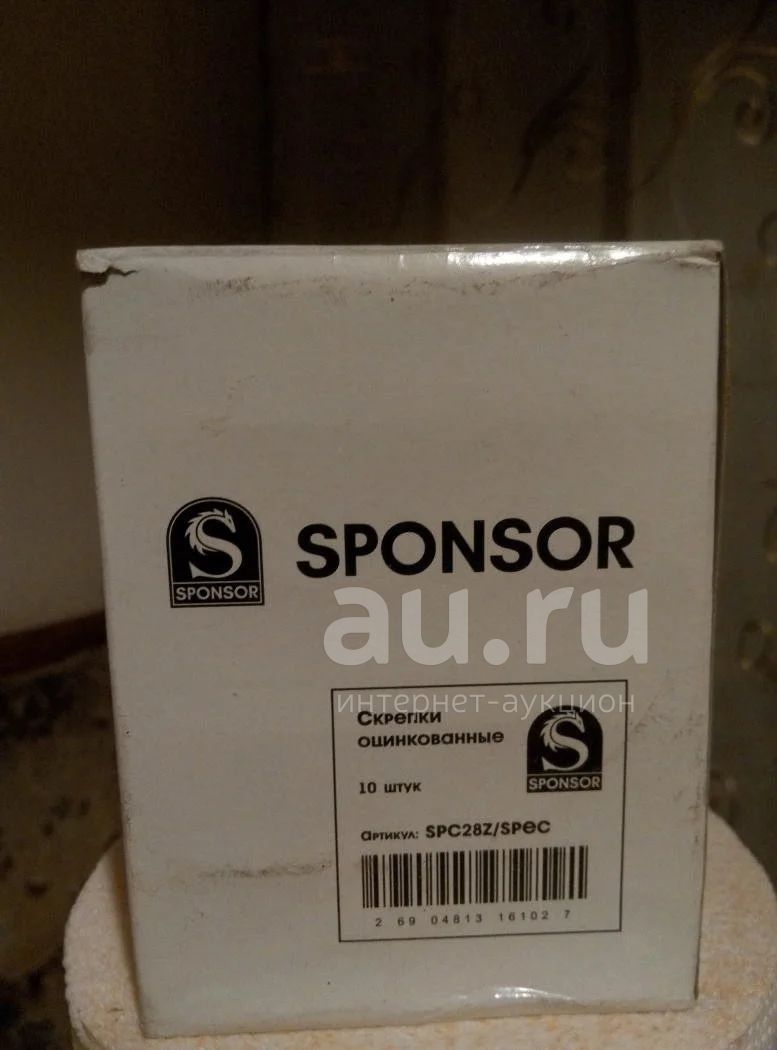 SPONSOR
SPONSOR
au.ru
интернет-аукцион
Скрепки
оцинкованные
SPONSOR
10 штук
артикул: SPC28Z/SPEC
2 69 04813 16102 7